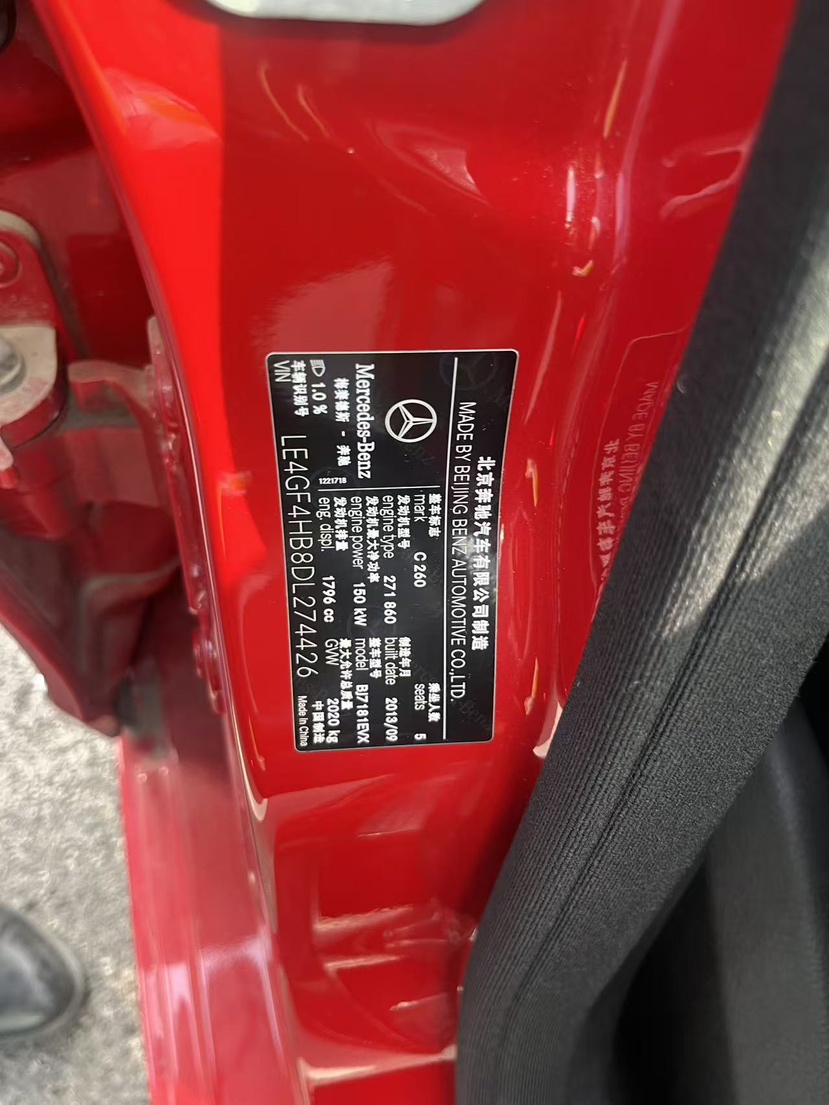 北京奔驰汽车有限公司制造
MADE BY BEIJING BENZ AUTOMOTIVE CO.,LTD.
Mercedes-Benz
梅赛德斯 - 奔驰
1221718
整车标志 乘坐人数
mark C 260 seats 5
发动机型号 制造年月
engine type 271 860 built date 2013/09
发动机最大净功率 整车型号
engine power 150 kW model BJ7181EVX
发动机排量 最大允许总质量
eng. displ. 1796 cc GVW 2020 kg
1.0 %
车辆识别号 中国制造
VIN LE4GF4HB8DL274426 Made In China